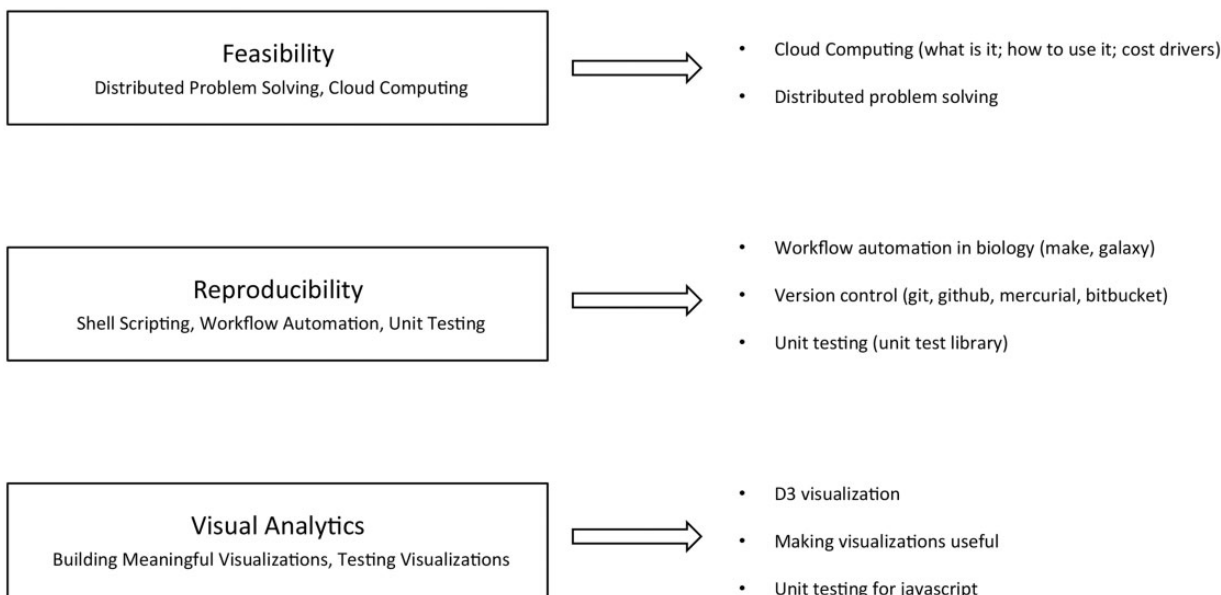 Feasibility
Distributed Problem Solving, Cloud Computing
• Cloud Computing (what is it; how to use it; cost drivers)
• Distributed problem solving
Reproducibility
Shell Scripting, Workflow Automation, Unit Testing
• Workflow automation in biology (make, galaxy)
• Version control (git, github, mercurial, bitbucket)
• Unit testing (unit test library)
Visual Analytics
Building Meaningful Visualizations, Testing Visualizations
• D3 visualization
• Making visualizations useful
• Unit testing for javascript